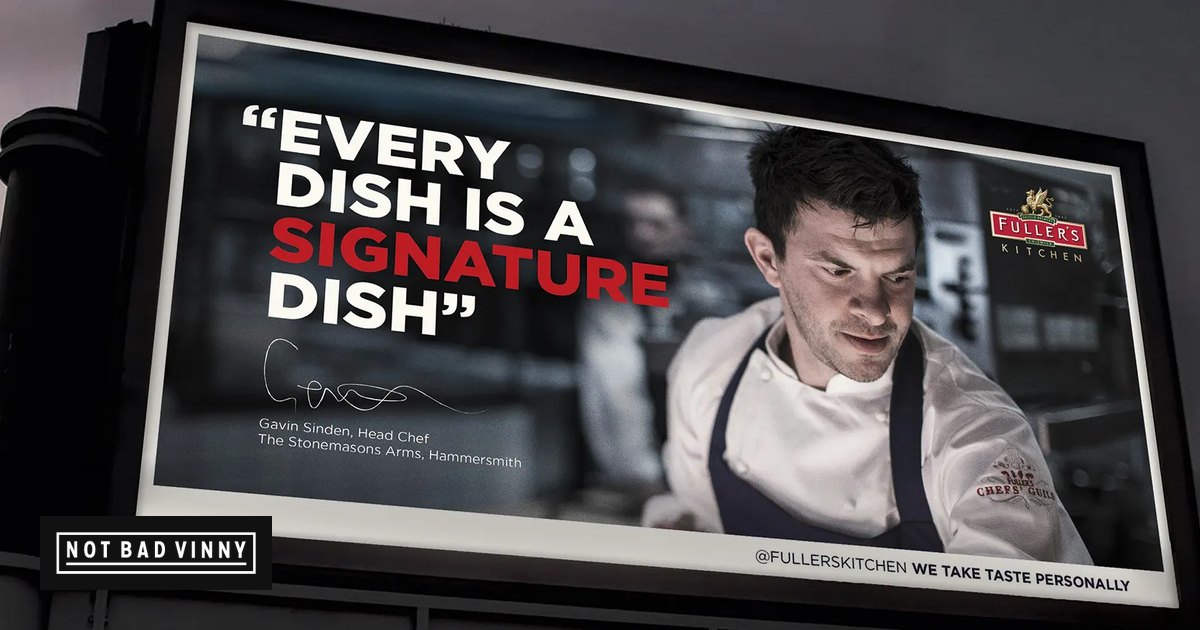 “EVERY
DISH IS A
SIGNATURE
DISH”
Gavin Sinden, Head Chef
The Stonemasons Arms, Hammersmith
FULLER'S
KITCHEN
FULLER'S
CHEFS' GUILD
@FULLERSKITCHEN WE TAKE TASTE PERSONALLY
NOT BAD VINNY